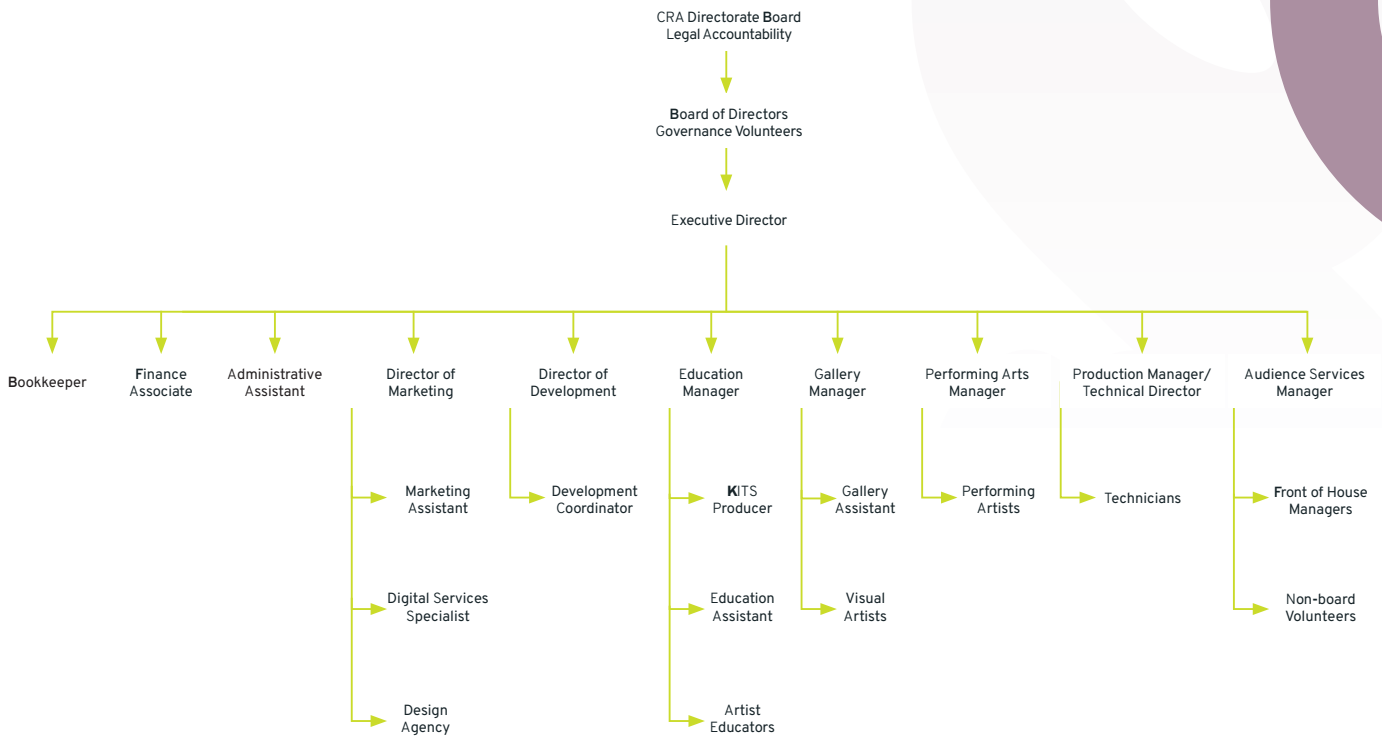 CRA Directorate Board
Legal Accountability
Board of Directors
Governance Volunteers
Executive Director
Bookkeeper
Finance
Associate
Administrative
Assistant
Director of
Marketing
Director of
Development
Education
Manager
Gallery
Manager
Performing Arts
Manager
Production Manager/
Technical Director
Audience Services
Manager
Marketing
Assistant
Development
Coordinator
KITS
Producer
Gallery
Assistant
Performing
Artists
Technicians
Front of House
Managers
Digital Services
Specialist
Education
Assistant
Visual
Artists
Non-board
Volunteers
Design
Agency
Artist
Educators